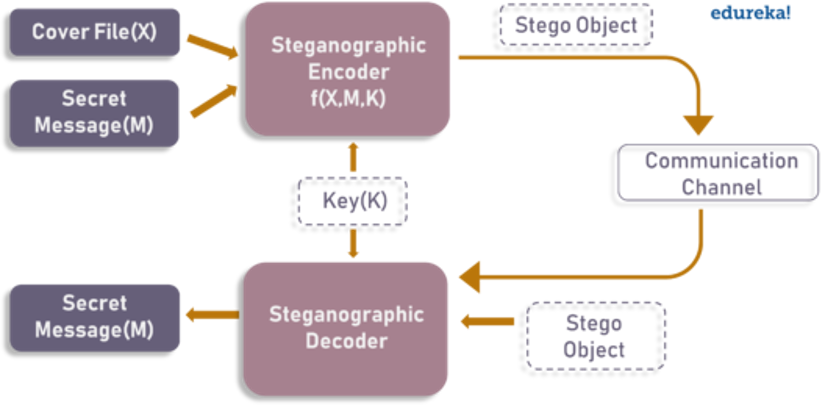 Cover File(X)
Secret
Message(M)
Steganographic
Encoder
f(X,M,K)
Stego Object
edureka!
Communication
Channel
Key(K)
Secret
Message(M)
Steganographic
Decoder
Stego
Object